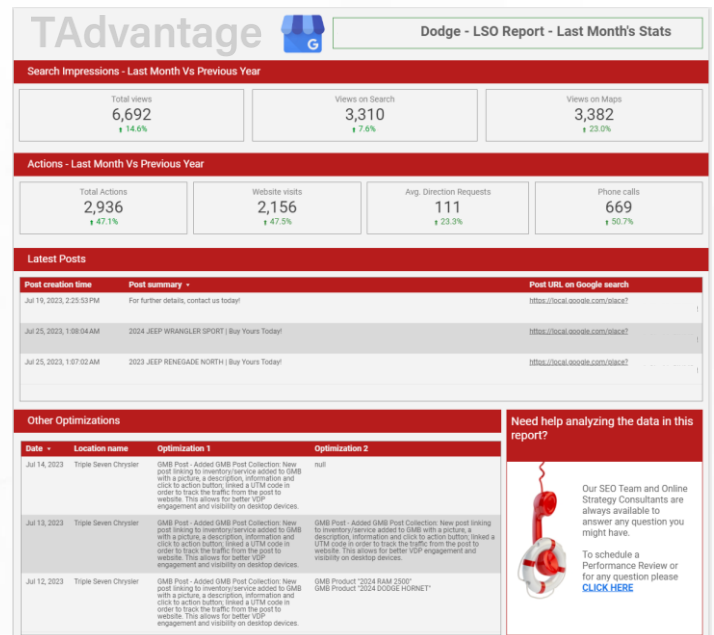 TAdvantage
G
Dodge - LSO Report - Last Month's Stats
Search Impressions - Last Month Vs Previous Year
Total views
6,692
14.6%
Views on Search
3,310
7.6%
Views on Maps
3,382
23.0%
Actions - Last Month Vs Previous Year
Total Actions
2,936
47.1%
Website visits
2,156
47.5%
Avg. Direction Requests
111
23.3%
Phone calls
669
50.7%
Latest Posts
Post creation time Post summary Post URL on Google search
Jul 19, 2023, 2:25:53 PM For further details, contact us today! https://local.google.com/place?
Jul 25, 2023, 1:08:04 AM 2024 JEEP WRANGLER SPORT | Buy Yours Today! https://local.google.com/place?
Jul 25, 2023, 1:07:02 AM 2023 JEEP RENEGADE NORTH | Buy Yours Today! https://local.google.com/place?
Other Optimizations
Date Location name Optimization 1 Optimization 2
Jul 14, 2023 Triple Seven Chrysler
GMB Post - Added GMB Post Collection: New
post linking to inventory/service added to GMB
with a picture, a description, information and
click to action button; linked a UTM code in
order to track the traffic from the post to
website. This allows for better VDP
engagement and visibility on desktop devices.
null
Jul 13, 2023 Triple Seven Chrysler
GMB Post - Added GMB Post Collection: New
post linking to inventory/service added to GMB
with a picture, a description, information and
click to action button; linked a UTM code in
order to track the traffic from the post to
website. This allows for better VDP
engagement and visibility on desktop devices.
GMB Post - Added GMB Post Collection: New post linking
to inventory/service added to GMB with a picture, a
description, information and click to action button; linked a
UTM code in order to track the traffic from the post to
website. This allows for better VDP engagement and
visibility on desktop devices.
Jul 12, 2023 Triple Seven Chrysler
GMB Post - Added GMB Post Collection: New
post linking to inventory/service added to GMB
with a picture, a description, information and
click to action button; linked a UTM code in
order to track the traffic from the post to
website. This allows for better VDP
engagement and visibility on desktop devices.
GMB Product "2024 RAM 2500"
GMB Product "2024 DODGE HORNET"
Need help analyzing the data in this
report?
Our SEO Team and Online
Strategy Consultants are
always available to
answer any question you
might have.
To schedule a
Performance Review or
for any question please
CLICK HERE